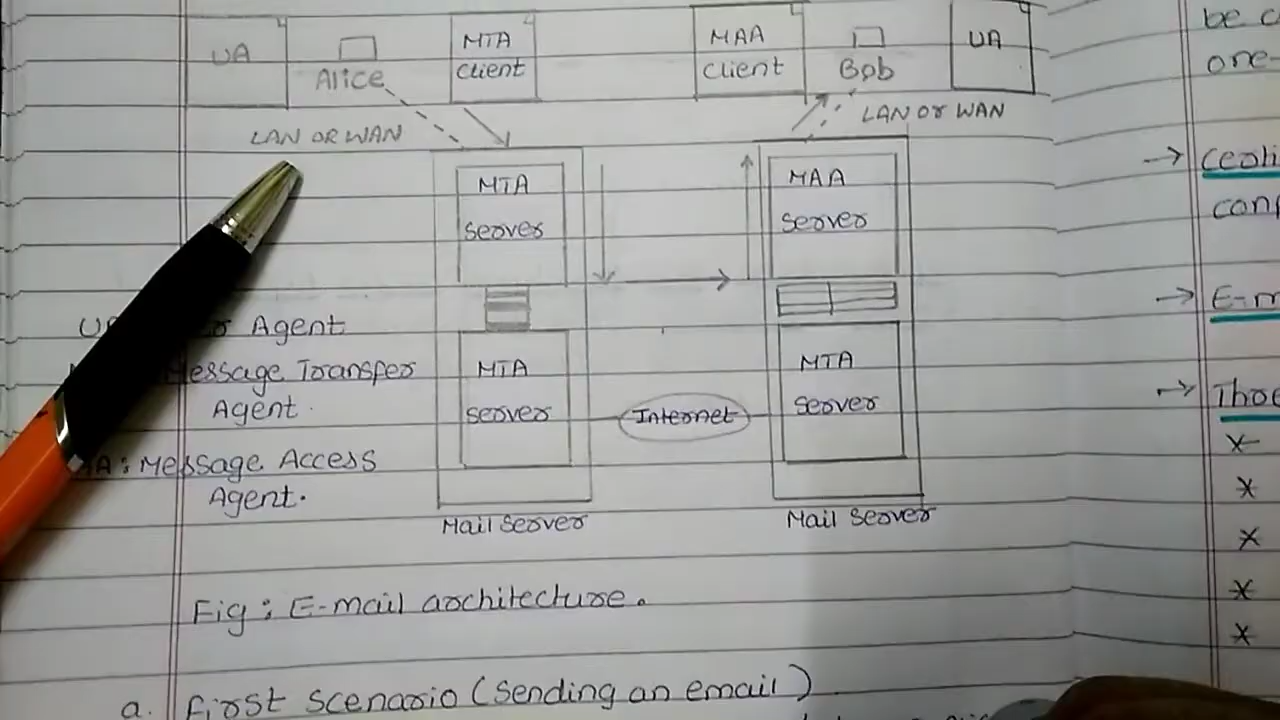 UA
Alice
MTA
Client
MAA
Client
Bob
UA
LAN OR WAN
LAN or WAN
MTA
Server
MAA
Server
Agent
Message Transfer
Agent.
MTA
Server
Internet
MTA
Server
A: Message Access
Agent.
Mail Server
Mail Server
Fig: E-mail architecture.
a. First scenario (Sending an email)
be
one-
→
→ E-m
→
*
*
*
*
*